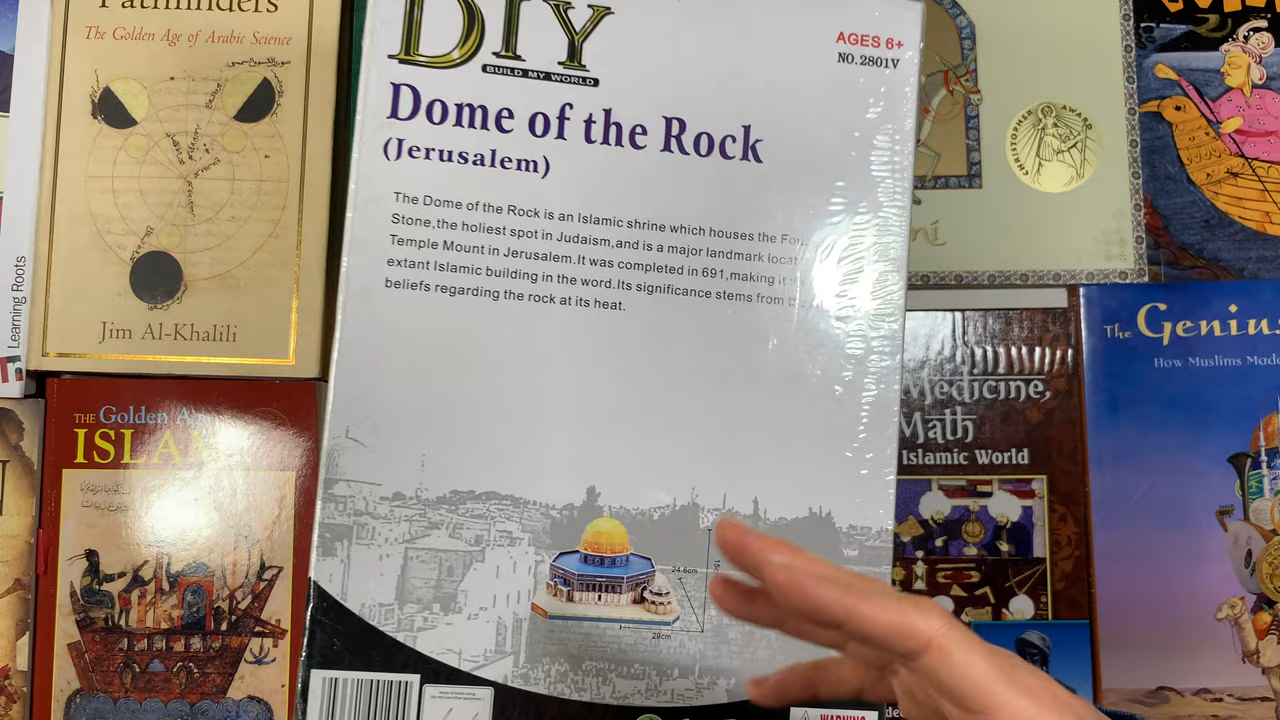 Pathfinders
The Golden Age of Arabic Science
Jim Al-Khalili
Learning Roots
THE Golden
ISLA
DIY
BUILD MY WORLD
AGES 6+
NO.2801V
Dome of the Rock
(Jerusalem)
The Dome of the Rock is an Islamic shrine which houses the
Stone,the holiest spot in Judaism,and is a major landmark
Temple Mount in Jerusalem.It was completed in 691,making it
extant Islamic building in the word.Its significance stems from
beliefs regarding the rock at its heat.
24.6cm
29cm
WARNING
CHRISTOPHER AWARD
Medicine,
Math
Islamic World
The Genius
How Muslims Made